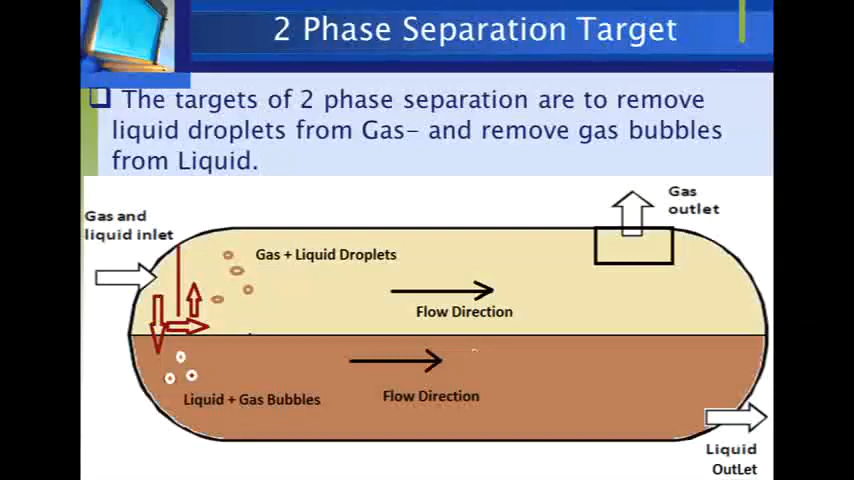 2 Phase Separation Target
The targets of 2 phase separation are to remove
liquid droplets from Gas- and remove gas bubbles
from Liquid.
Gas
outlet
Gas and
liquid inlet
Gas + Liquid Droplets
Flow Direction
Liquid + Gas Bubbles
Flow Direction
Liquid
OutLet